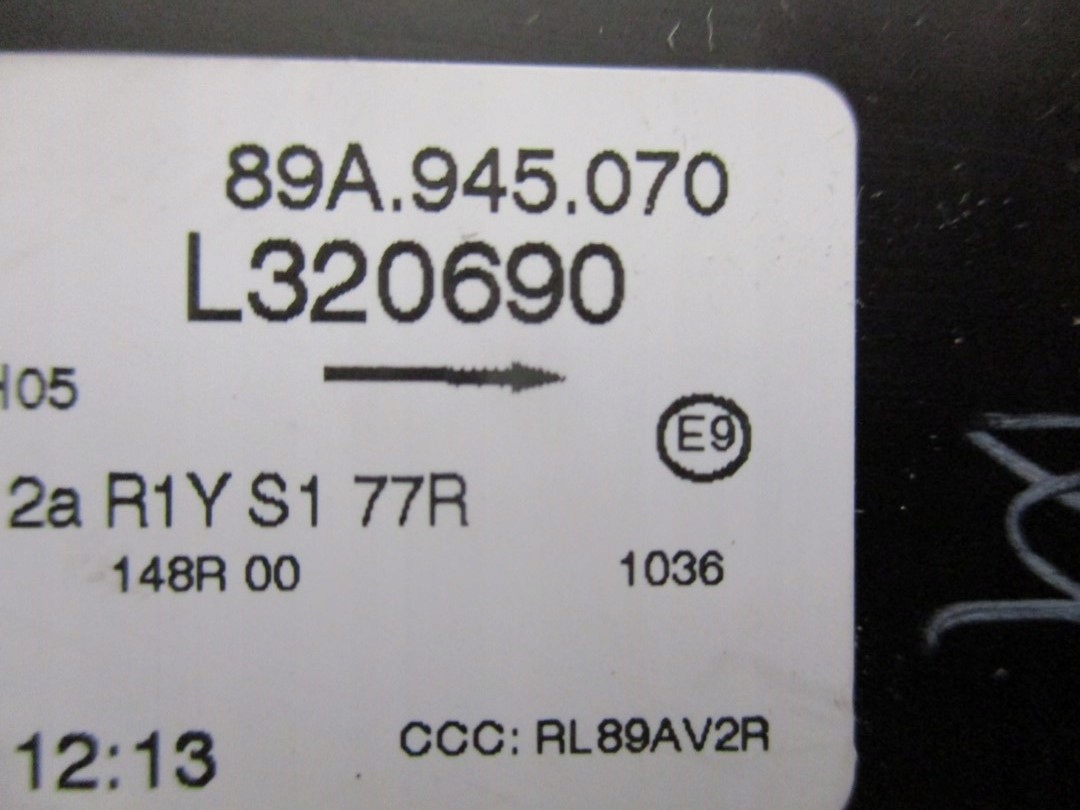 89A.945.070
L320690
H05
E9
2a R1Y S1 77R
148R 00 1036
12:13 CCC: RL89AV2R